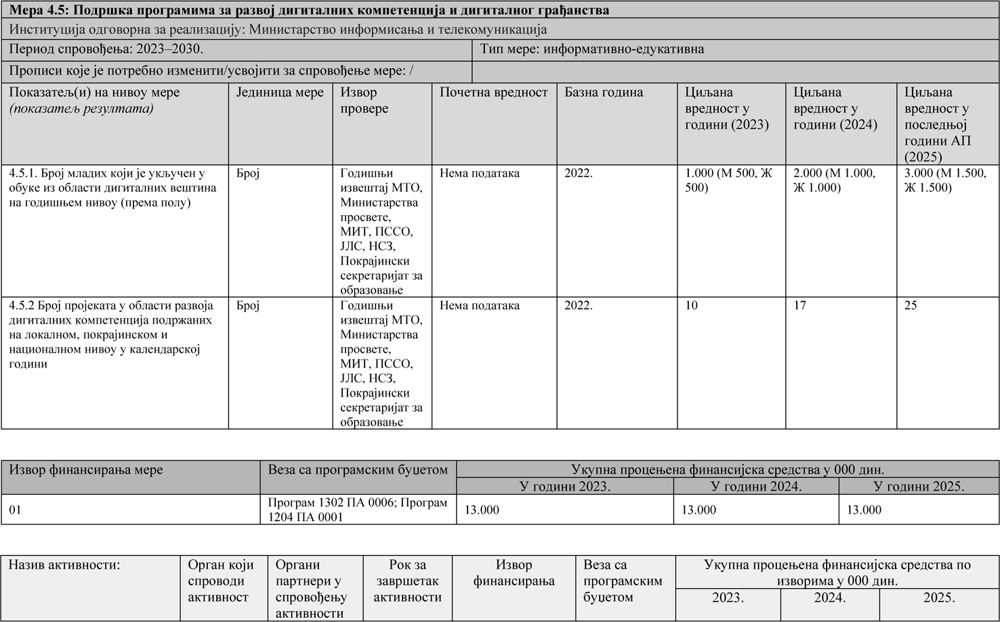 Мера 4.5: Подршка програмима за развој дигиталних компетенција и дигиталног грађанства
Институција одговорна за реализацију: Министарство информисања и телекомуникација
Период спровођења: 2023–2030.
Тип мере: информативно-едукативна
Прописи које је потребно изменити/усвојити за спровођење мере: /
Показатељ(и) на нивоу мере
(показатељ резултата)
Јединица мере
Извор
провере
Почетна вредност
Базна година
Циљана
вредност у
години (2023)
Циљана
вредност у
години (2024)
Циљана
вредност у
последњој
години АП
(2025)
4.5.1. Број младих који је укључен у
обуке из области дигиталних вештина
на годишњем нивоу (према полу)
Број
Годишњи
извештај МТО,
Министарства
просвете,
МИТ, ПССО,
ЈЛС, НСЗ,
Покрајински
секретаријат за
образовање
Нема података
2022.
1.000 (М 500, Ж
500)
2.000 (М 1.000,
Ж 1.000)
3.000 (М 1.500,
Ж 1.500)
4.5.2 Број пројеката у области развоја
дигиталних компетенција подржаних
на локалном, покрајинском и
националном нивоу у календарској
години
Број
Годишњи
извештај МТО,
Министарства
просвете,
МИТ, ПССО,
ЈЛС, НСЗ,
Покрајински
секретаријат за
образовање
Нема података
2022.
10
17
25
Извор финансирања мере
Веза са програмским буџетом
Укупна процењена финансијска средства у 000 дин.
У години 2023.
У години 2024.
У години 2025.
01
Програм 1302 ПА 0006; Програм
1204 ПА 0001
13.000
13.000
13.000
Назив активности:
Орган који
спроводи
активност
Органи
партнери у
спровођењу
активности
Рок за
завршетак
активности
Извор
финансирања
Веза са
програмским
буџетом
Укупна процењена финансијска средства по
изворима у 000 дин.
2023.
2024.
2025.